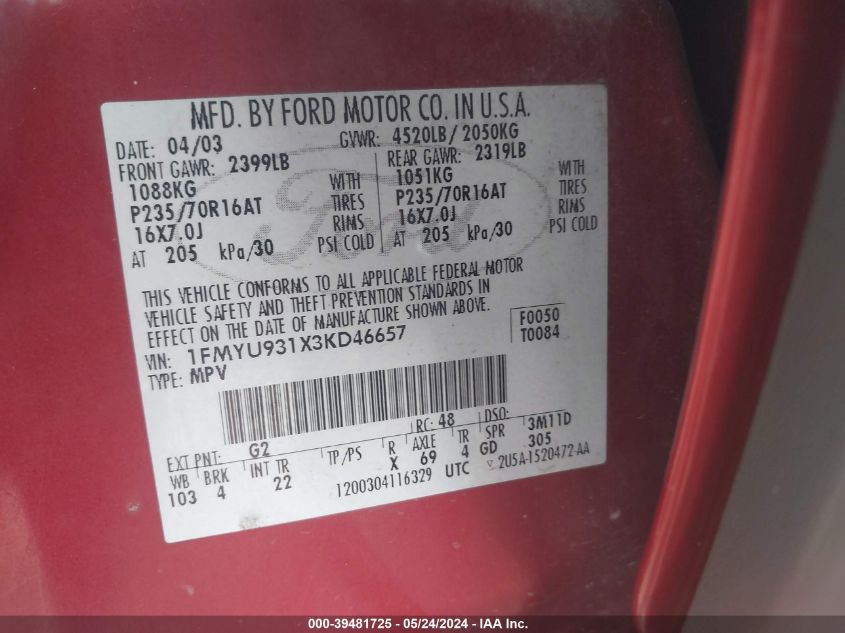 MFD. BY FORD MOTOR CO. IN U.S.A.
DATE: 04/03 GVWR: 4520LB/ 2050KG
FRONT GAWR: 2399LB REAR GAWR: 2319LB
1088KG WITH 1051KG WITH
P235/70R16AT TIRES P235/70R16AT TIRES
16X7.0J RIMS 16X7.0J RIMS
AT 205 kPa/30 PSI COLD AT 205 kPa/30 PSI COLD
Ford
THIS VEHICLE CONFORMS TO ALL APPLICABLE FEDERAL MOTOR
VEHICLE SAFETY AND THEFT PREVENTION STANDARDS IN
EFFECT ON THE DATE OF MANUFACTURE SHOWN ABOVE.
F0050
VIN: 1FMYU931X3KD46657 T0084
TYPE: MPV
EXT PNT: G2 RC: 48 DSO:
WB BRK INT TR TP/PS R AXLE TR SPR 3M11D
103 4 22 X 69 4 GD 305
1200304116329 UTC ▽ 2U5A-1520472-AA
000-39481725 - 05/24/2024 - IAA Inc.